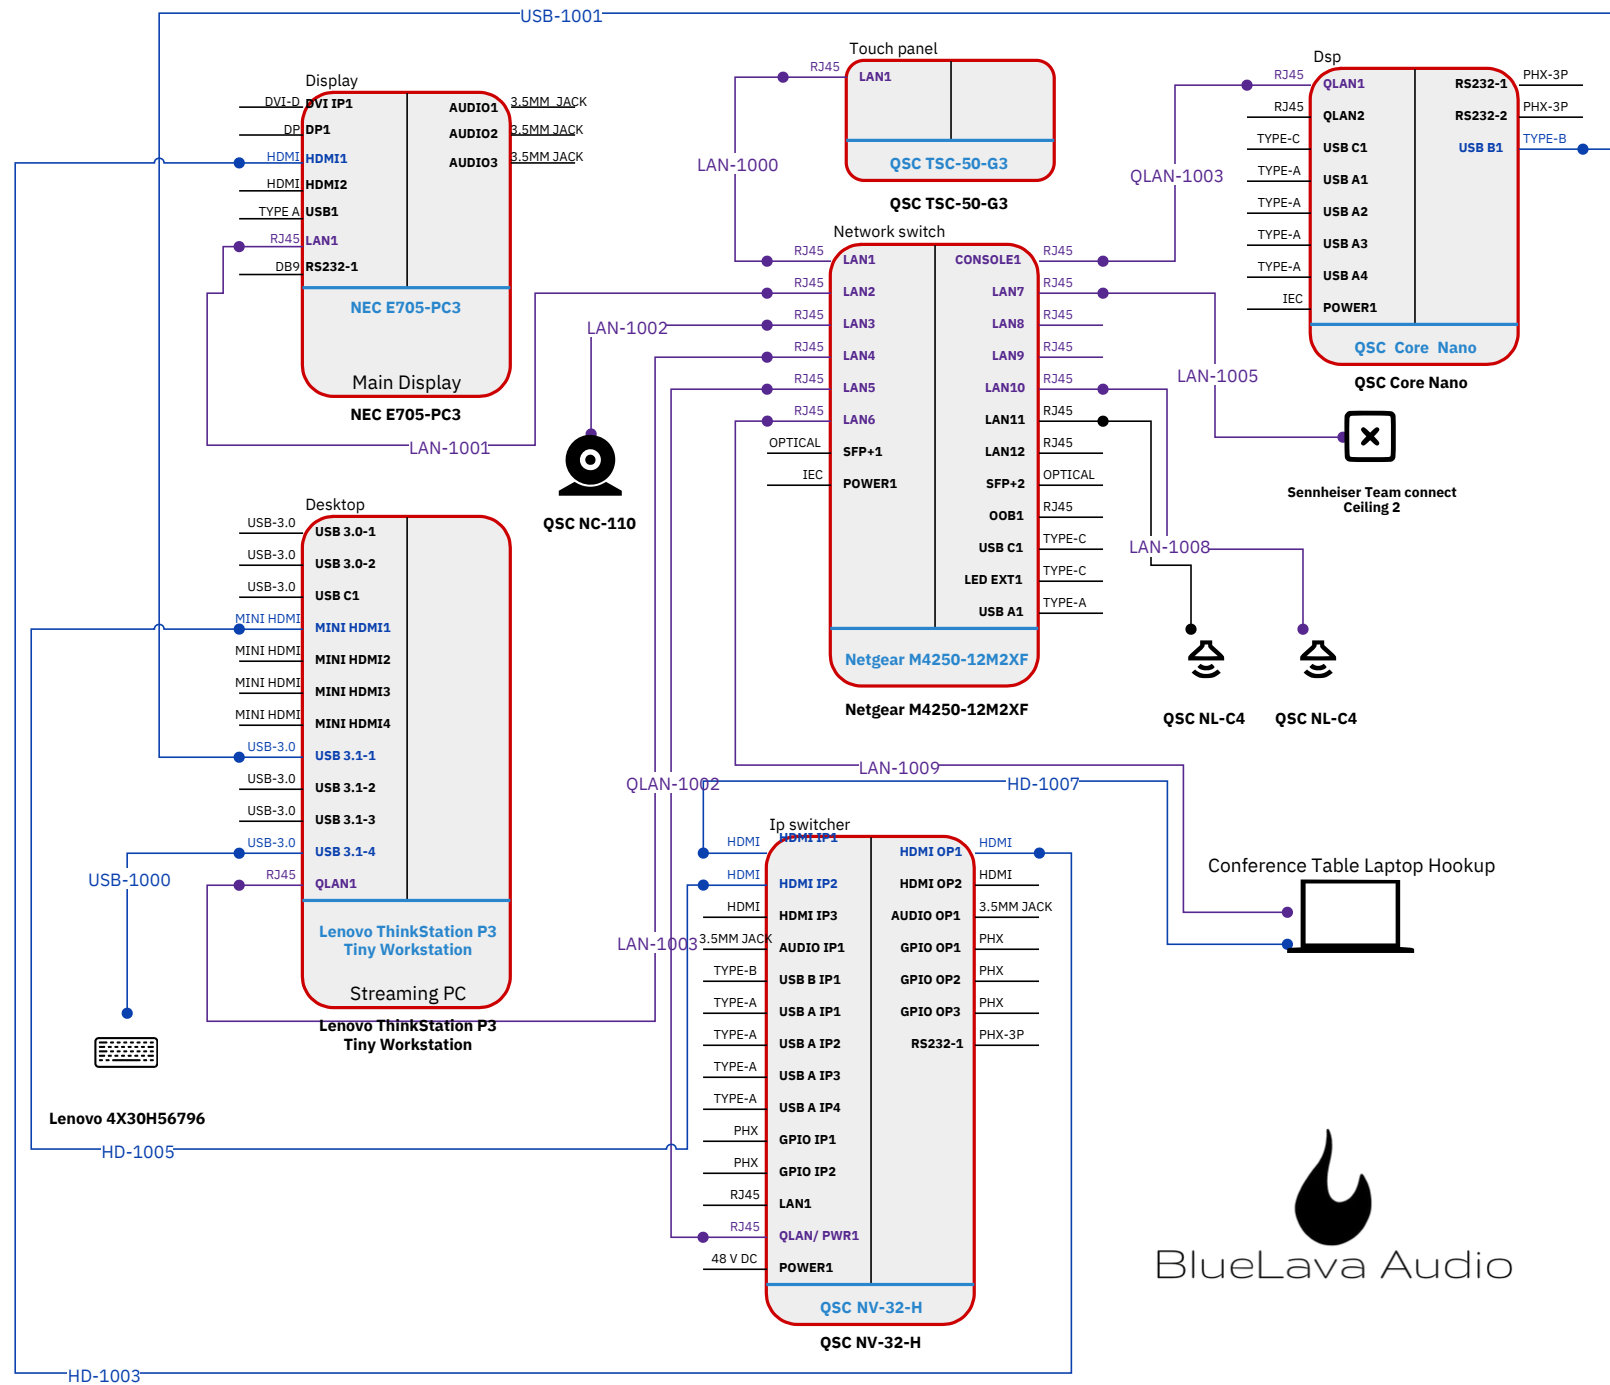 USB-1001
Display
DVI-D DVI IP1 AUDIO1 3.5MM JACK
DP DP1 AUDIO2 3.5MM JACK
HDMI HDMI1 AUDIO3 3.5MM JACK
HDMI HDMI2
TYPE A USB1
RJ45 LAN1
DB9 RS232-1
NEC E705-PC3
Main Display
NEC E705-PC3
LAN-1001
Touch panel
RJ45 LAN1
QSC TSC-50-G3
QSC TSC-50-G3
LAN-1000
Dsp
RJ45 QLAN1 RS232-1 PHX-3P
RJ45 QLAN2 RS232-2 PHX-3P
TYPE-C USB C1 USB B1 TYPE-B
TYPE-A USB A1
TYPE-A USB A2
TYPE-A USB A3
TYPE-A USB A4
IEC POWER1
QSC Core Nano
QSC Core Nano
QLAN-1003
Network switch
RJ45 LAN1 CONSOLE1 RJ45
RJ45 LAN2 LAN7 RJ45
RJ45 LAN3 LAN8 RJ45
RJ45 LAN4 LAN9 RJ45
RJ45 LAN5 LAN10 RJ45
RJ45 LAN6 LAN11 RJ45
OPTICAL SFP+1 LAN12 RJ45
IEC POWER1 SFP+2 OPTICAL
OOB1 RJ45
USB C1 TYPE-C
LED EXT1 TYPE-C
USB A1 TYPE-A
Netgear M4250-12M2XF
Netgear M4250-12M2XF
LAN-1002
QSC NC-110
LAN-1005
Sennheiser Team connect
Ceiling 2
LAN-1008
QSC NL-C4 QSC NL-C4
Desktop
USB-3.0 USB 3.0-1
USB-3.0 USB 3.0-2
USB-3.0 USB C1
MINI HDMI MINI HDMI1
MINI HDMI MINI HDMI2
MINI HDMI MINI HDMI3
MINI HDMI MINI HDMI4
USB-3.0 USB 3.1-1
USB-3.0 USB 3.1-2
USB-3.0 USB 3.1-3
USB-3.0 USB 3.1-4
RJ45 QLAN1
Lenovo ThinkStation P3
Tiny Workstation
Streaming PC
Lenovo ThinkStation P3
Tiny Workstation
USB-1000
Lenovo 4X30H56796
HD-1005
LAN-1009
QLAN-1002
HD-1007
LAN-1003
Ip switcher
HDMI HDMI IP1 HDMI OP1 HDMI
HDMI HDMI IP2 HDMI OP2 HDMI
HDMI HDMI IP3 AUDIO OP1 3.5MM JACK
3.5MM JACK AUDIO IP1 GPIO OP1 PHX
TYPE-B USB B IP1 GPIO OP2 PHX
TYPE-A USB A IP1 GPIO OP3 PHX
TYPE-A USB A IP2 RS232-1 PHX-3P
TYPE-A USB A IP3
TYPE-A USB A IP4
PHX GPIO IP1
PHX GPIO IP2
RJ45 LAN1
RJ45 QLAN/ PWR1
48 V DC POWER1
QSC NV-32-H
QSC NV-32-H
Conference Table Laptop Hookup
BlueLava Audio
HD-1003